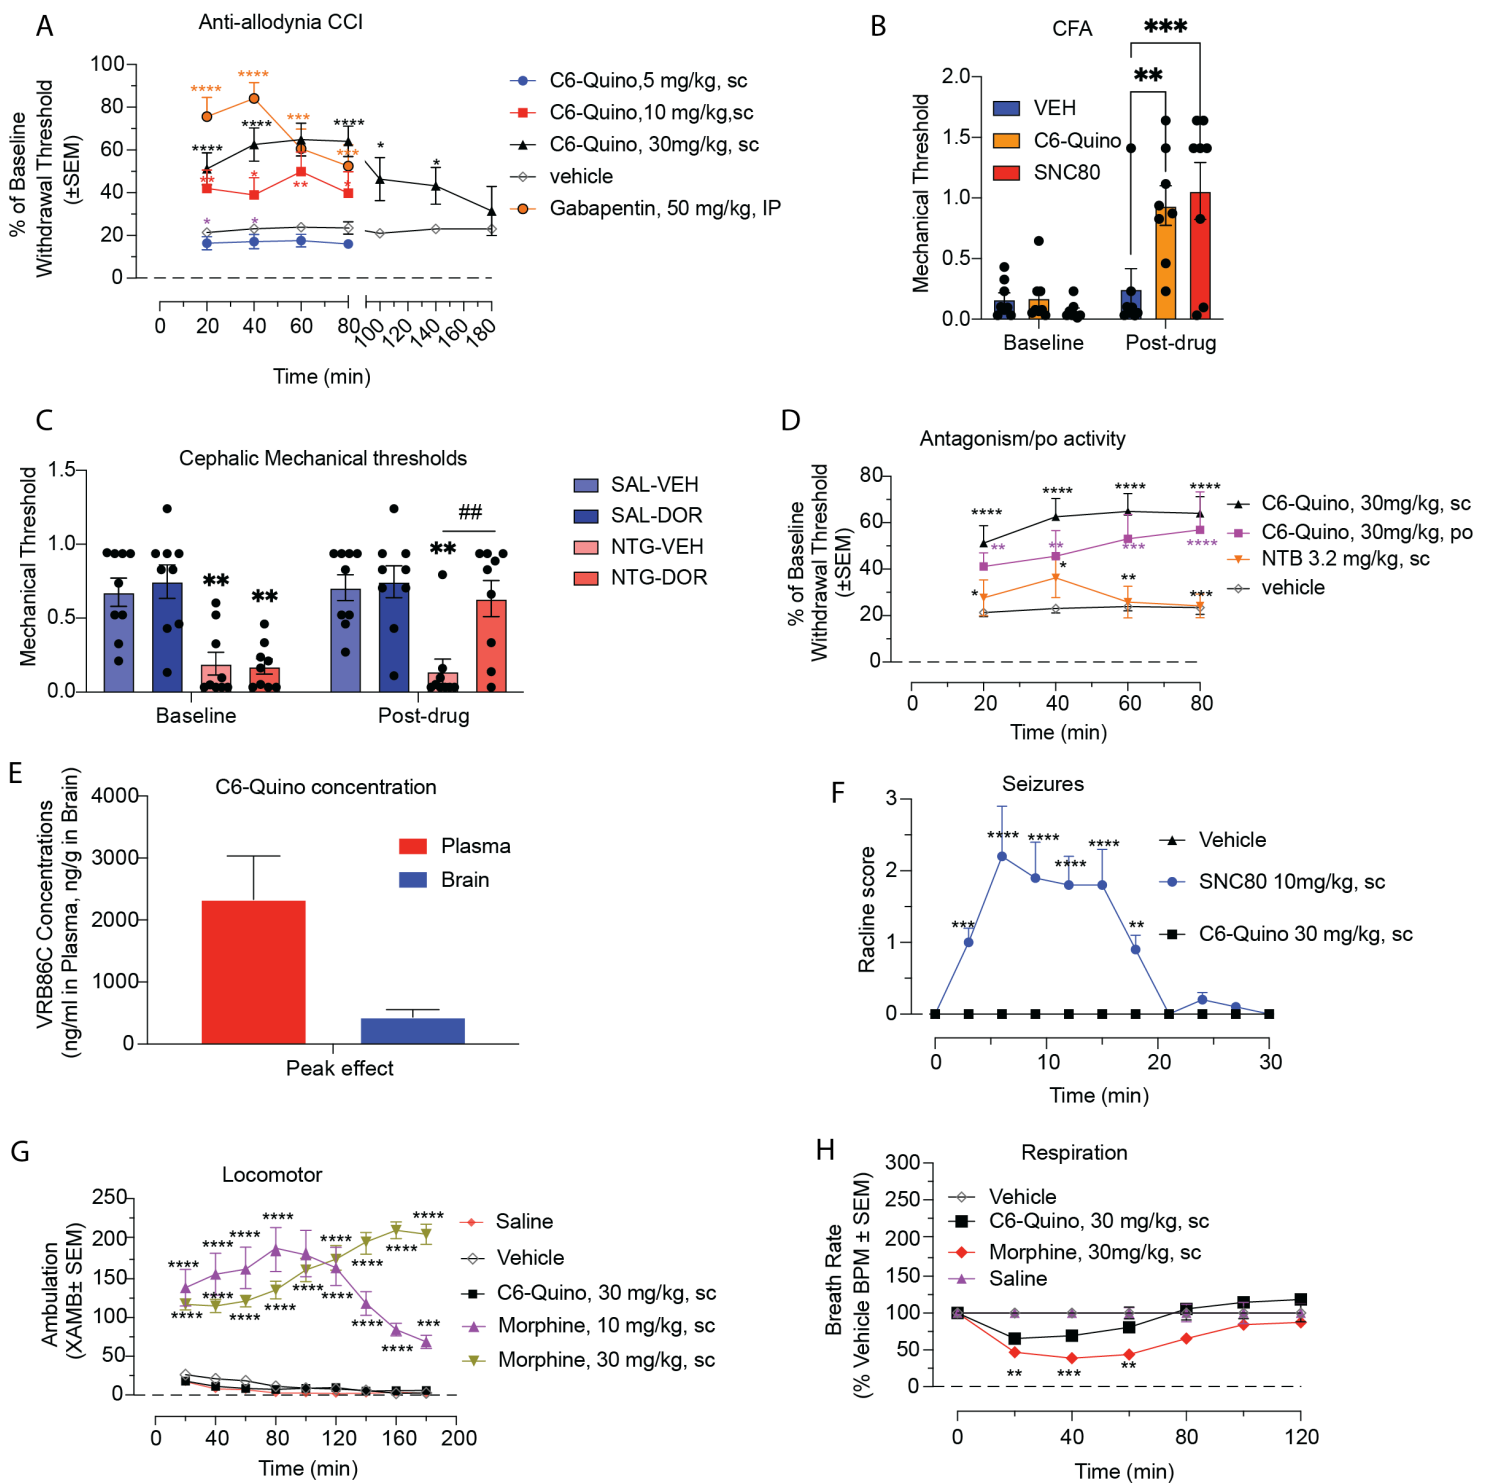 A
Anti-allodynia CCI
% of Baseline
Withdrawal Threshold
(±SEM)
100
80
60
40
20
0
**** **** **** *** **** *** * *
**** ** * ** * * *
0 20 40 60 80 100 120 140 160 180
Time (min)
C6-Quino,5 mg/kg, sc
C6-Quino,10 mg/kg,sc
C6-Quino, 30mg/kg, sc
vehicle
Gabapentin, 50 mg/kg, IP
B
CFA
***
**
Mechanical Threshold
2.0
1.5
1.0
0.5
0.0
VEH
C6-Quino
SNC80
Baseline Post-drug
C
Cephalic Mechanical thresholds
Mechanical Threshold
1.5
1.0
0.5
0.0
** ** ** ##
Baseline Post-drug
SAL-VEH
SAL-DOR
NTG-VEH
NTG-DOR
D
Antagonism/po activity
% of Baseline
Withdrawal Threshold
(±SEM)
80
60
40
20
0
**** **** **** ****
** ** *** ****
* * ** ***
0 20 40 60 80
Time (min)
C6-Quino, 30mg/kg, sc
C6-Quino, 30mg/kg, po
NTB 3.2 mg/kg, sc
vehicle
E
C6-Quino concentration
VRB86C Concentrations
(ng/ml in Plasma, ng/g in Brain)
4000
3000
2000
1000
0
Plasma
Brain
Peak effect
F
Seizures
Racline score
3
2
1
0
*** **** **** **** **** **
0 10 20 30
Time (min)
Vehicle
SNC80 10mg/kg, sc
C6-Quino 30 mg/kg, sc
G
Locomotor
Ambulation
(XAMB± SEM)
250
200
150
100
50
0
**** **** **** **** **** **** **** ***
**** **** **** **** **** **** **** ****
0 40 80 120 160 200
Time (min)
Saline
Vehicle
C6-Quino, 30 mg/kg, sc
Morphine, 10 mg/kg, sc
Morphine, 30 mg/kg, sc
H
Respiration
Breath Rate
(% Vehicle BPM ± SEM)
300
250
200
150
100
50
0
** *** **
0 40 80 120
Time (min)
Vehicle
C6-Quino, 30 mg/kg, sc
Morphine, 30mg/kg, sc
Saline